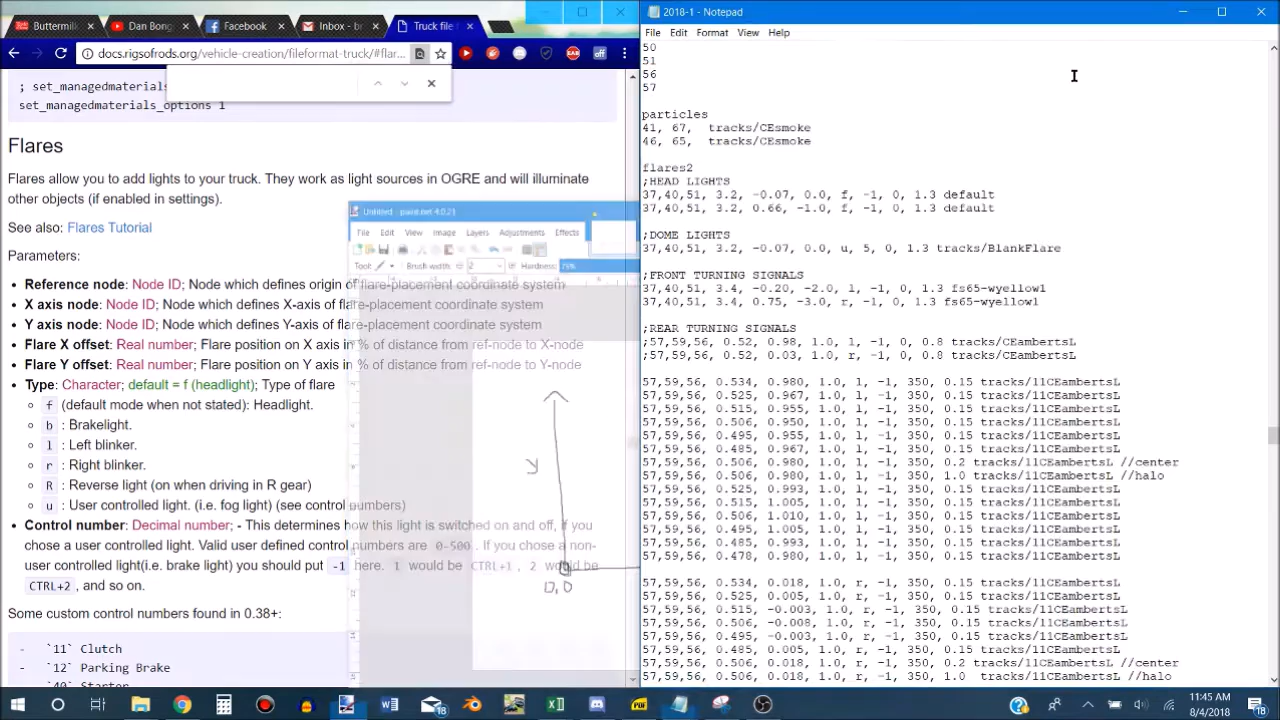 Buttermilk
Dan Bong
Facebook
Inbox - br
Truck file f
docs.rigsofrods.org/vehicle-creation/fileformat-truck/#flar...
; set_managedmaterials_
set_managedmaterials_options 1
Flares
Flares allow you to add lights to your truck. They work as light sources in OGRE and will illuminate
other objects (if enabled in settings).
See also: Flares Tutorial
Parameters:
• Reference node: Node ID; Node which defines origin of flare-placement coordinate system
• X axis node: Node ID; Node which defines X-axis of flare-placement coordinate system
• Y axis node: Node ID; Node which defines Y-axis of flare-placement coordinate system
• Flare X offset: Real number; Flare position on X axis in % of distance from ref-node to X-node
• Flare Y offset: Real number; Flare position on Y axis in % of distance from ref-node to Y-node
• Type: Character; default = f (headlight); Type of flare
f (default mode when not stated): Headlight.
b : Brakelight.
l : Left blinker.
r : Right blinker.
R : Reverse light (on when driving in R gear)
u : User controlled light. (i.e. fog light) (see control numbers)
• Control number: Decimal number; - This determines how this light is switched on and off, if you
chose a user controlled light. Valid user defined control numbers are 0-500 . If you chose a non-
user controlled light(i.e. brake light) you should put -1 here. 1 would be CTRL+1 , 2 would be
CTRL+2 , and so on.
Some custom control numbers found in 0.38+:
- `11` Clutch
- `12` Parking Brake
Untitled - paint.net 4.0.21
File Edit View Image Layers Adjustments Effects
Tool: Brush width: 2 Hardness: 75%
Y
0,0
2018-1 - Notepad
File Edit Format View Help
50
51
56
57
particles
41, 67, tracks/CEsmoke
46, 65, tracks/CEsmoke
flares2
;HEAD LIGHTS
37,40,51, 3.2, -0.07, 0.0, f, -1, 0, 1.3 default
37,40,51, 3.2, 0.66, -1.0, f, -1, 0, 1.3 default
;DOME LIGHTS
37,40,51, 3.2, -0.07, 0.0, u, 5, 0, 1.3 tracks/BlankFlare
;FRONT TURNING SIGNALS
37,40,51, 3.4, -0.20, -2.0, l, -1, 0, 1.3 fs65-wyellow1
37,40,51, 3.4, 0.75, -3.0, r, -1, 0, 1.3 fs65-wyellow1
;REAR TURNING SIGNALS
;57,59,56, 0.52, 0.98, 1.0, l, -1, 0, 0.8 tracks/CEambertsL
;57,59,56, 0.52, 0.03, 1.0, r, -1, 0, 0.8 tracks/CEambertsL
57,59,56, 0.534, 0.980, 1.0, l, -1, 350, 0.15 tracks/11CEambertsL
57,59,56, 0.525, 0.967, 1.0, l, -1, 350, 0.15 tracks/11CEambertsL
57,59,56, 0.515, 0.955, 1.0, l, -1, 350, 0.15 tracks/11CEambertsL
57,59,56, 0.506, 0.950, 1.0, l, -1, 350, 0.15 tracks/11CEambertsL
57,59,56, 0.495, 0.955, 1.0, l, -1, 350, 0.15 tracks/11CEambertsL
57,59,56, 0.485, 0.967, 1.0, l, -1, 350, 0.15 tracks/11CEambertsL
57,59,56, 0.506, 0.980, 1.0, l, -1, 350, 0.2 tracks/11CEambertsL //center
57,59,56, 0.506, 0.980, 1.0, l, -1, 350, 1.0 tracks/11CEambertsL //halo
57,59,56, 0.525, 0.993, 1.0, l, -1, 350, 0.15 tracks/11CEambertsL
57,59,56, 0.515, 1.005, 1.0, l, -1, 350, 0.15 tracks/11CEambertsL
57,59,56, 0.506, 1.010, 1.0, l, -1, 350, 0.15 tracks/11CEambertsL
57,59,56, 0.495, 1.005, 1.0, l, -1, 350, 0.15 tracks/11CEambertsL
57,59,56, 0.485, 0.993, 1.0, l, -1, 350, 0.15 tracks/11CEambertsL
57,59,56, 0.478, 0.980, 1.0, l, -1, 350, 0.15 tracks/11CEambertsL
57,59,56, 0.534, 0.018, 1.0, r, -1, 350, 0.15 tracks/11CEambertsL
57,59,56, 0.525, 0.005, 1.0, r, -1, 350, 0.15 tracks/11CEambertsL
57,59,56, 0.515, -0.003, 1.0, r, -1, 350, 0.15 tracks/11CEambertsL
57,59,56, 0.506, -0.008, 1.0, r, -1, 350, 0.15 tracks/11CEambertsL
57,59,56, 0.495, -0.003, 1.0, r, -1, 350, 0.15 tracks/11CEambertsL
57,59,56, 0.485, 0.005, 1.0, r, -1, 350, 0.15 tracks/11CEambertsL
57,59,56, 0.506, 0.018, 1.0, r, -1, 350, 0.2 tracks/11CEambertsL //center
57,59,56, 0.506, 0.018, 1.0, r, -1, 350, 1.0 tracks/11CEambertsL //halo
11:45 AM
8/4/2018